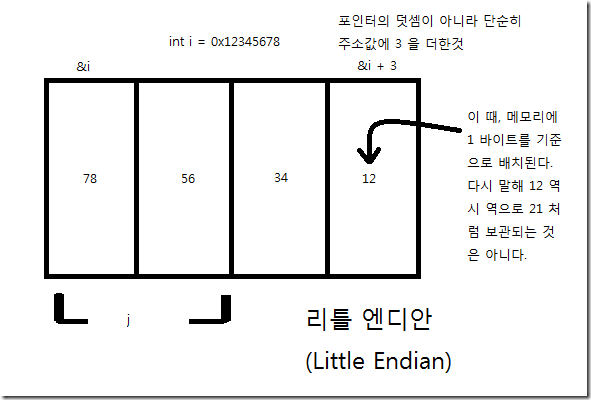 int i = 0x12345678
포인터의 덧셈이 아니라 단순히
주소값에 3 을 더한것
&i
&i + 3
78
56
34
12
이 때, 메모리에
1 바이트를 기준
으로 배치된다.
다시 말해 12 역
시 역으로 21 처
럼 보관되는 것
은 아니다.
j
리틀 엔디안
(Little Endian)